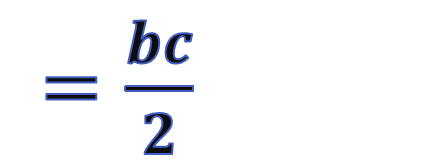 = bc/2